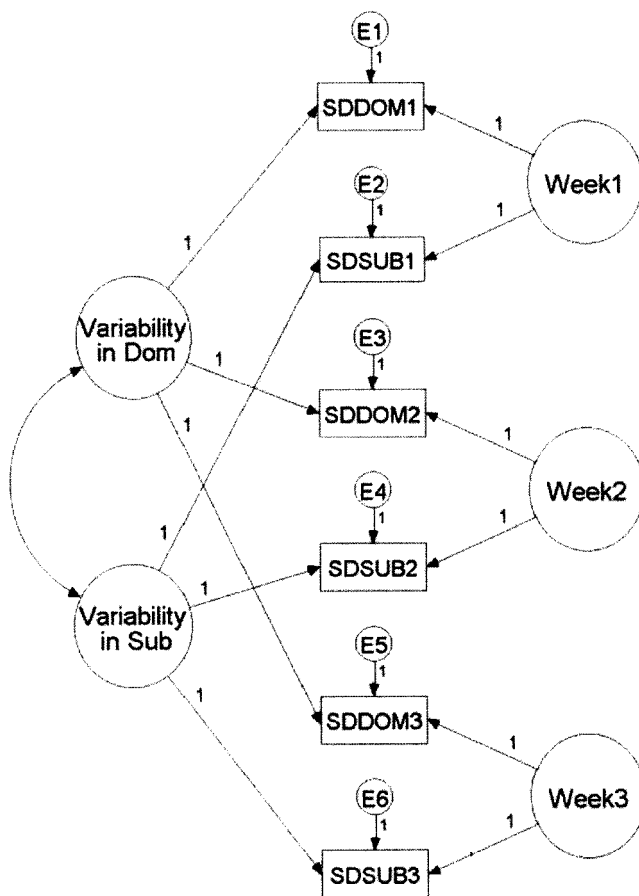 E1
1
SDDOM1
1
Week1
E2
1
1
SDSUB1
1
Variability
in Dom
E3
1
1
SDDOM2
1
1
E4
1
Week2
1
1
SDSUB2
1
Variability
in Sub
E5
1
1
SDDOM3
1
E6
1
Week3
1
SDSUB3